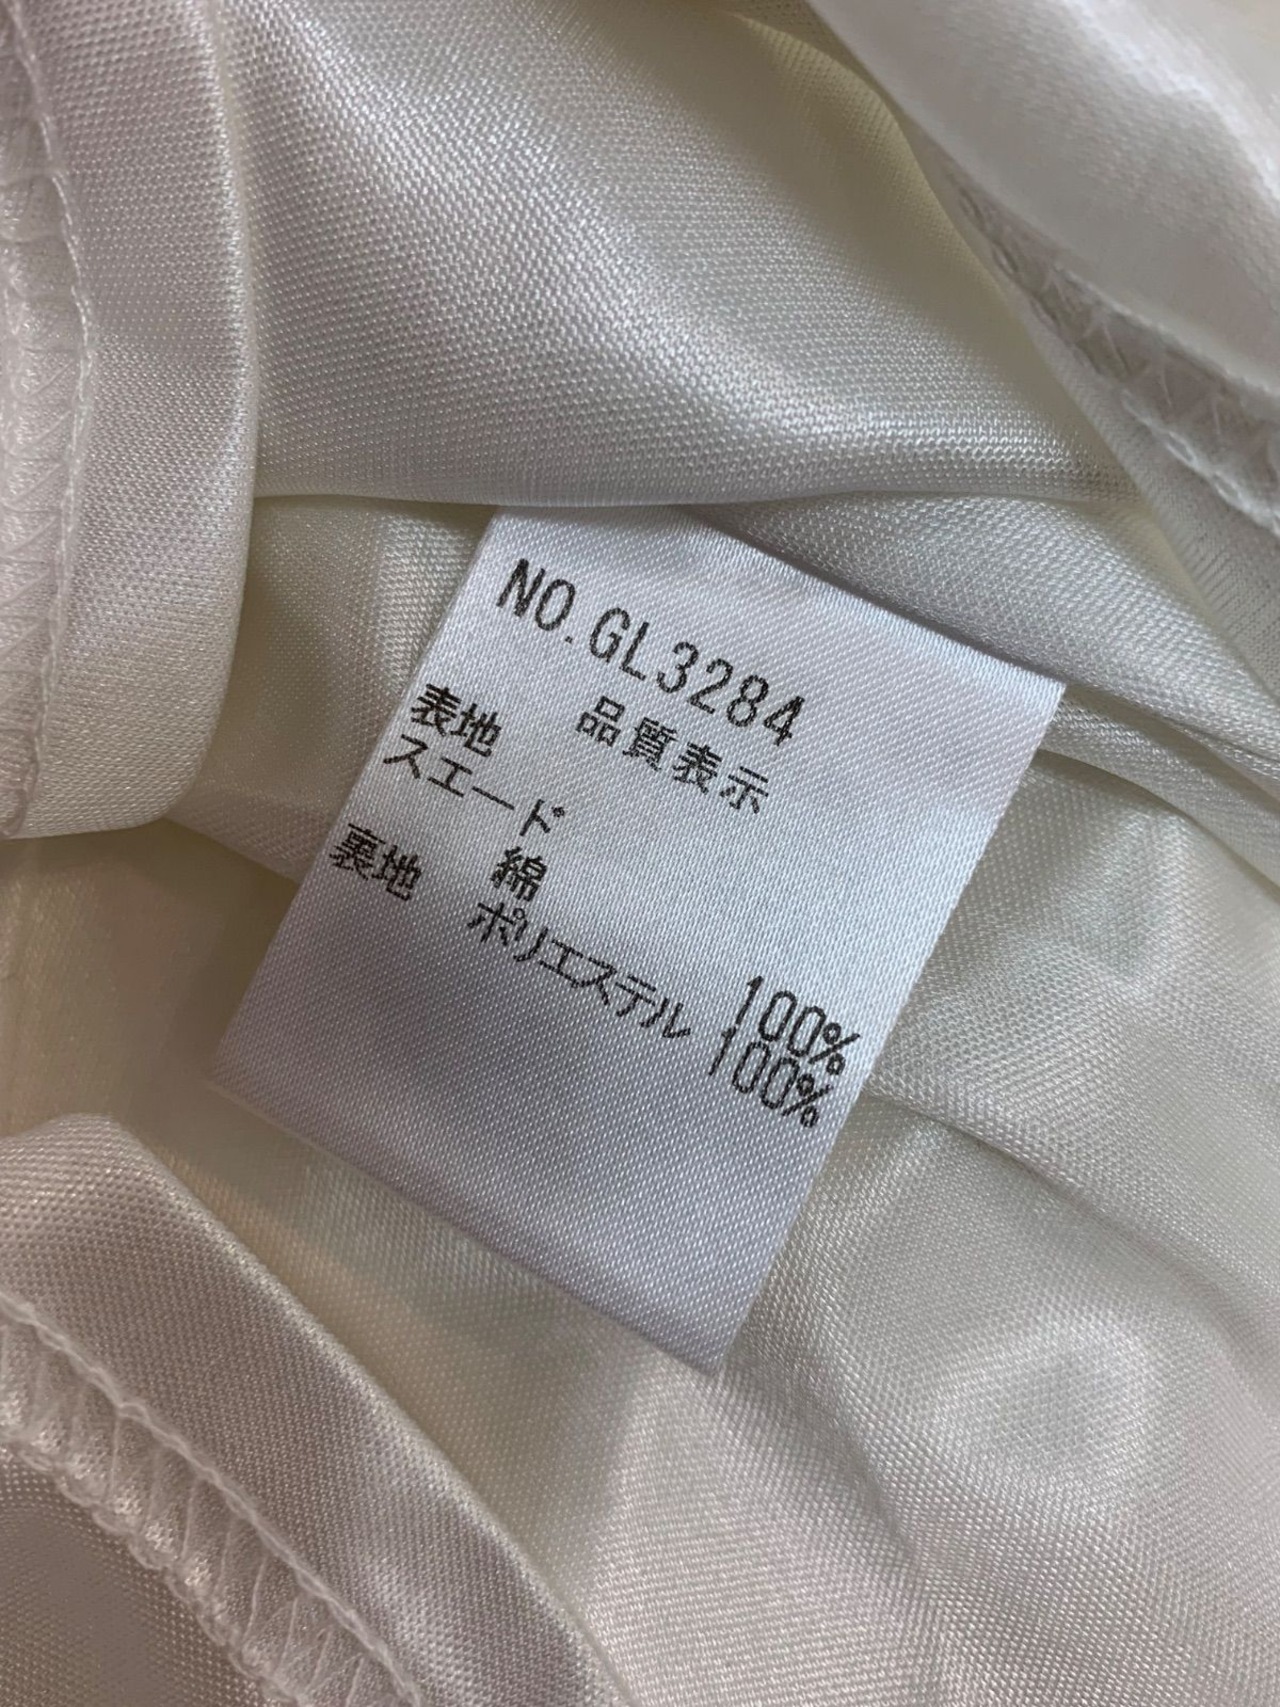 NO.GL3284
品質表示
表地
スエード
綿 100%
裏地 ポリエステル 100%